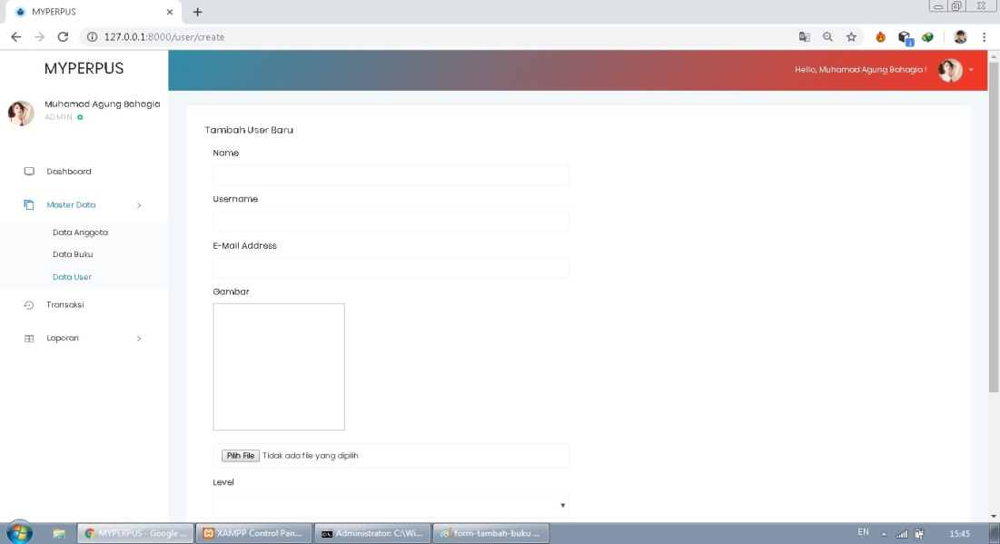 MYPERPUS
127.0.0.1:8000/user/create
MYPERPUS
Hello, Muhamad Agung Bahagia !
Muhamad Agung Bahagia
ADMIN
Tambah User Baru
Name
Dashboard
Username
Master Data
Data Anggota
E-Mail Address
Data Buku
Data User
Gambar
Transaksi
Laporan
Pilih File Tidak ada file yang dipilih
Level
MYPERPUS - Google ...
XAMPP Control Pan...
Administrator: C:\Wi...
form-tambah-buku ...
EN
15:45